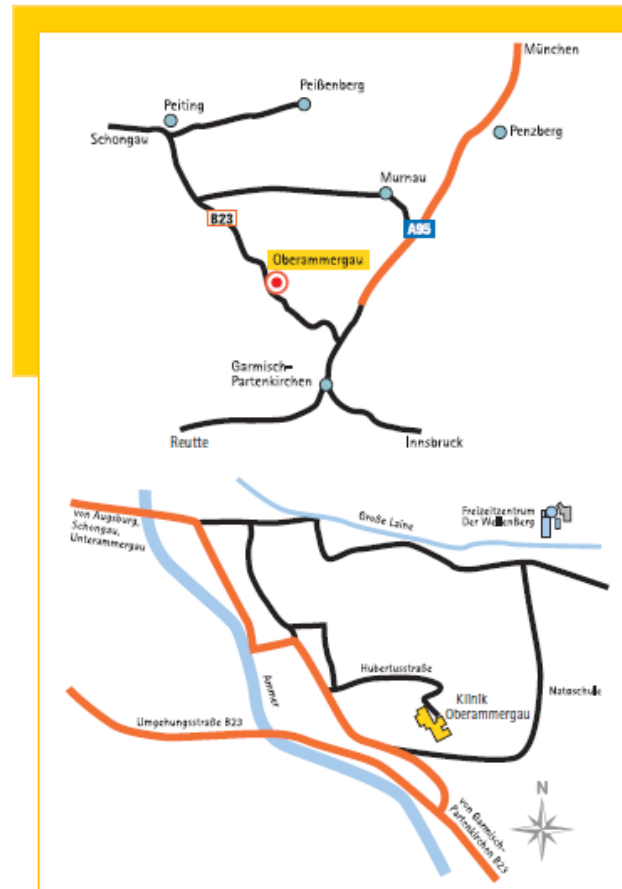 München
Peißenberg
Peiting
Penzberg
Schongau
Murnau
B23
A95
Oberammergau
Garmisch-
Partenkirchen
Reutte
Innsbruck
von Augsburg,
Schongau,
Unterammergau
Große Laine
Freizeitzentrum
Der WellenBerg
Hubertusstraße
Klinik
Oberammergau
Natoschule
Ammer
Umgehungsstraße B23
N
von Garmisch-
Partenkirchen B23